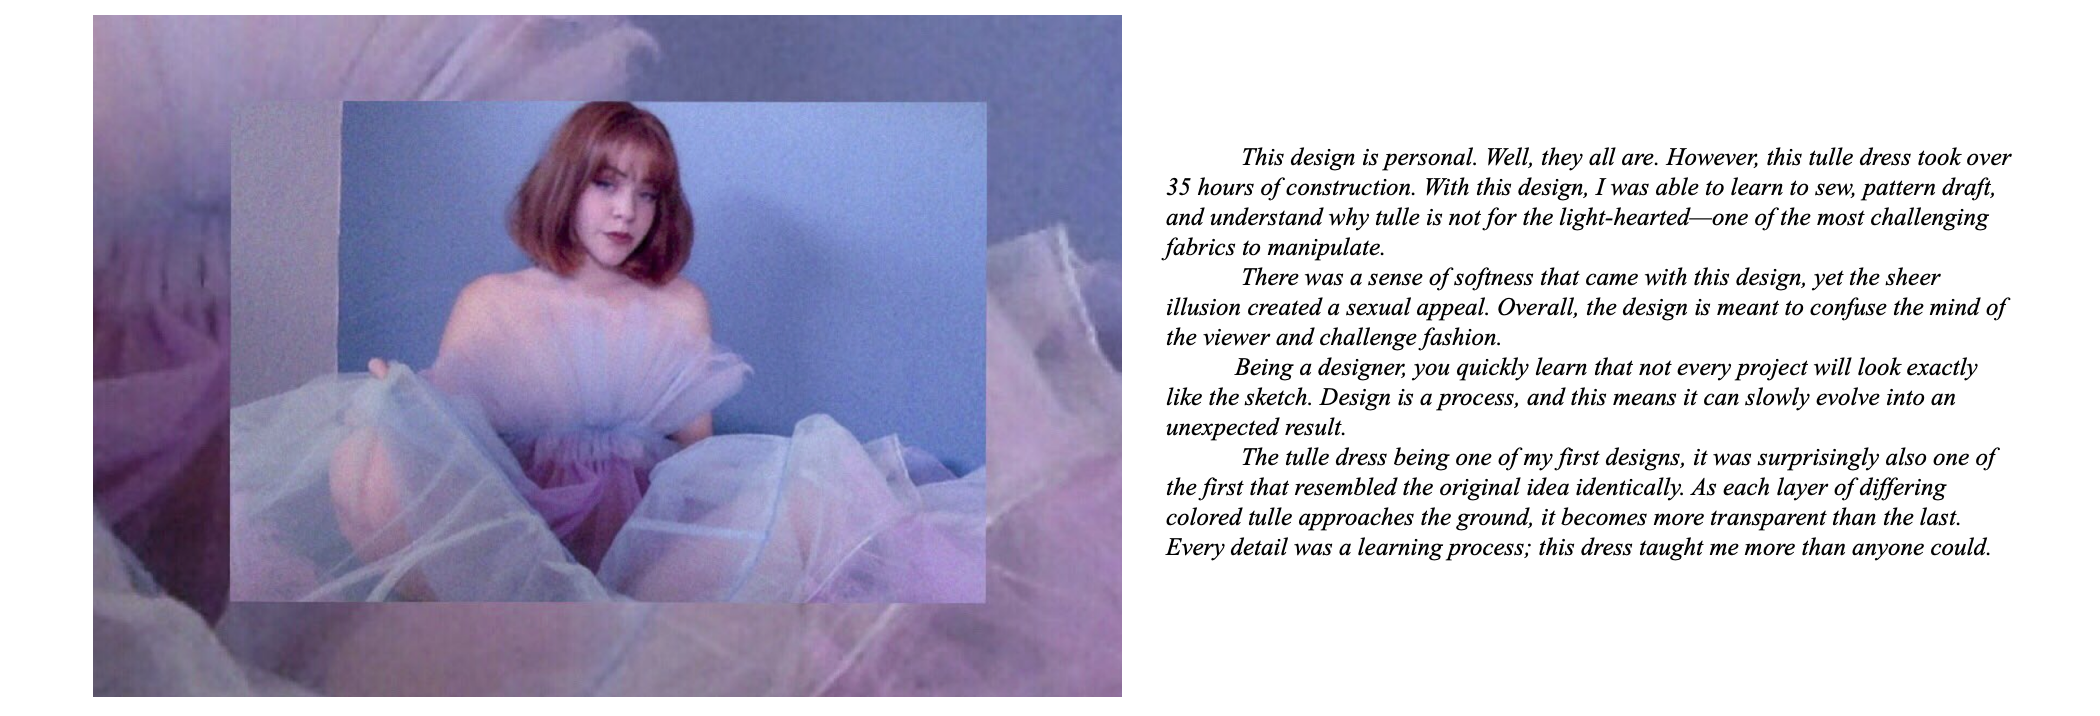 This design is personal. Well, they all are. However, this tulle dress took over
35 hours of construction. With this design, I was able to learn to sew, pattern draft,
and understand why tulle is not for the light-hearted—one of the most challenging
fabrics to manipulate.
There was a sense of softness that came with this design, yet the sheer
illusion created a sexual appeal. Overall, the design is meant to confuse the mind of
the viewer and challenge fashion.
Being a designer, you quickly learn that not every project will look exactly
like the sketch. Design is a process, and this means it can slowly evolve into an
unexpected result.
The tulle dress being one of my first designs, it was surprisingly also one of
the first that resembled the original idea identically. As each layer of differing
colored tulle approaches the ground, it becomes more transparent than the last.
Every detail was a learning process; this dress taught me more than anyone could.